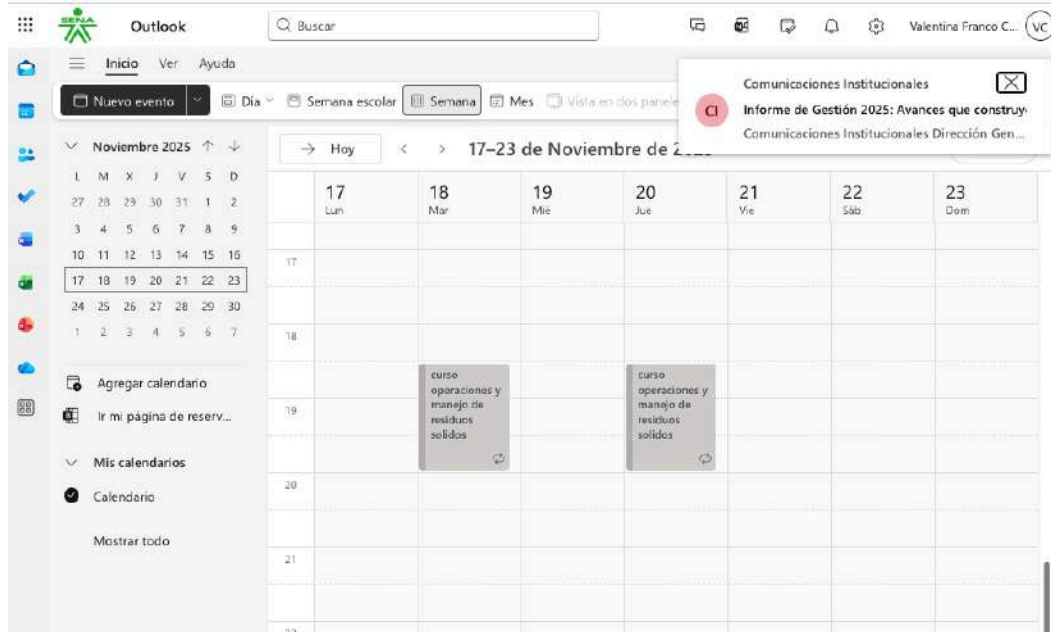 SENA
Outlook
Buscar
Valentina Franco C...
VC
Inicio Ver Ayuda
Nuevo evento
Día
Semana escolar
Semana
Mes
Vista en dos panele
CI
Comunicaciones Institucionales
Informe de Gestión 2025: Avances que construy
Comunicaciones Institucionales Dirección Gen...
Noviembre 2025
Hoy
17–23 de Noviembre de 2
L M X J V S D
27 28 29 30 31 1 2
3 4 5 6 7 8 9
10 11 12 13 14 15 16
17 18 19 20 21 22 23
24 25 26 27 28 29 30
1 2 3 4 5 6 7
Agregar calendario
Ir mi página de reserv...
Mis calendarios
Calendario
Mostrar todo
17 18 19 20 21 22 23
Lun Mar Mié Jue Vie Sáb Dom
17
18
19
20
21
curso
operaciones y
manejo de
residuos
solidos
curso
operaciones y
manejo de
residuos
solidos